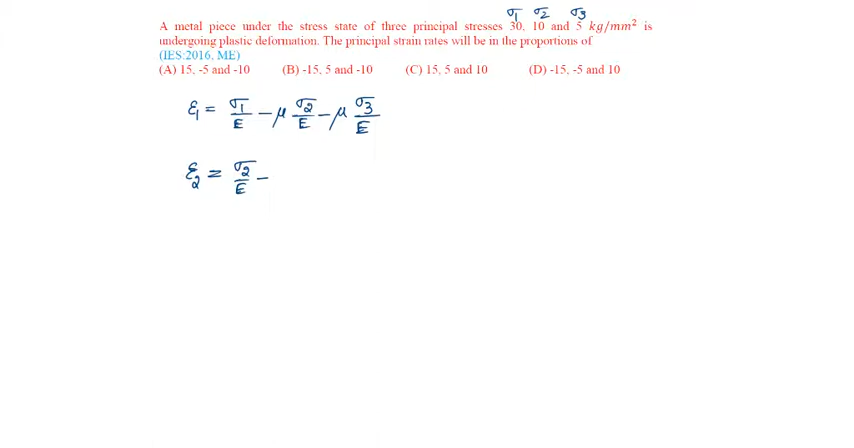 σ1 σ2 σ3
A metal piece under the stress state of three principal stresses 30, 10 and 5 kg/mm² is
undergoing plastic deformation. The principal strain rates will be in the proportions of
(IES:2016, ME)
(A) 15, -5 and -10 (B) -15, 5 and -10 (C) 15, 5 and 10 (D) -15, -5 and 10
ε1 = σ1/E - μ σ2/E - μ σ3/E
ε2 = σ2/E -